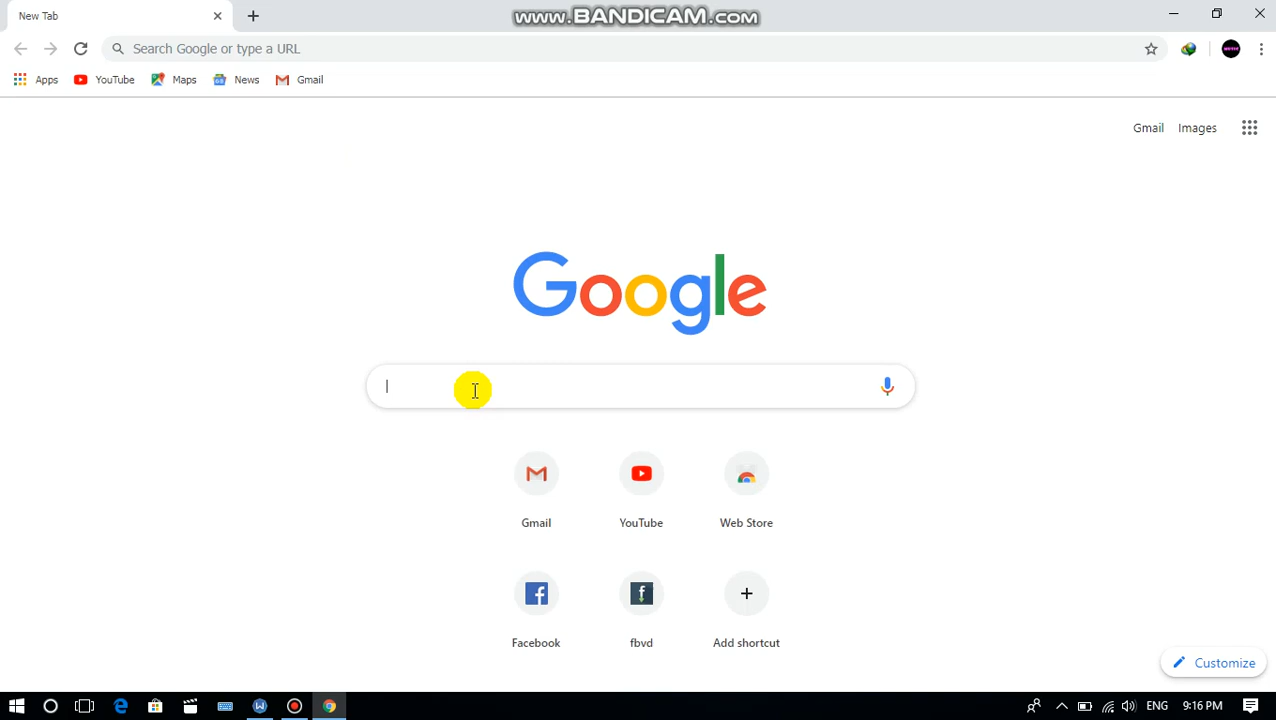 New Tab
www.BANDICAM.com
Search Google or type a URL
Apps YouTube Maps News Gmail
Gmail Images
Google
Gmail YouTube Web Store
Facebook fbvd Add shortcut
Customize
ENG 9:16 PM